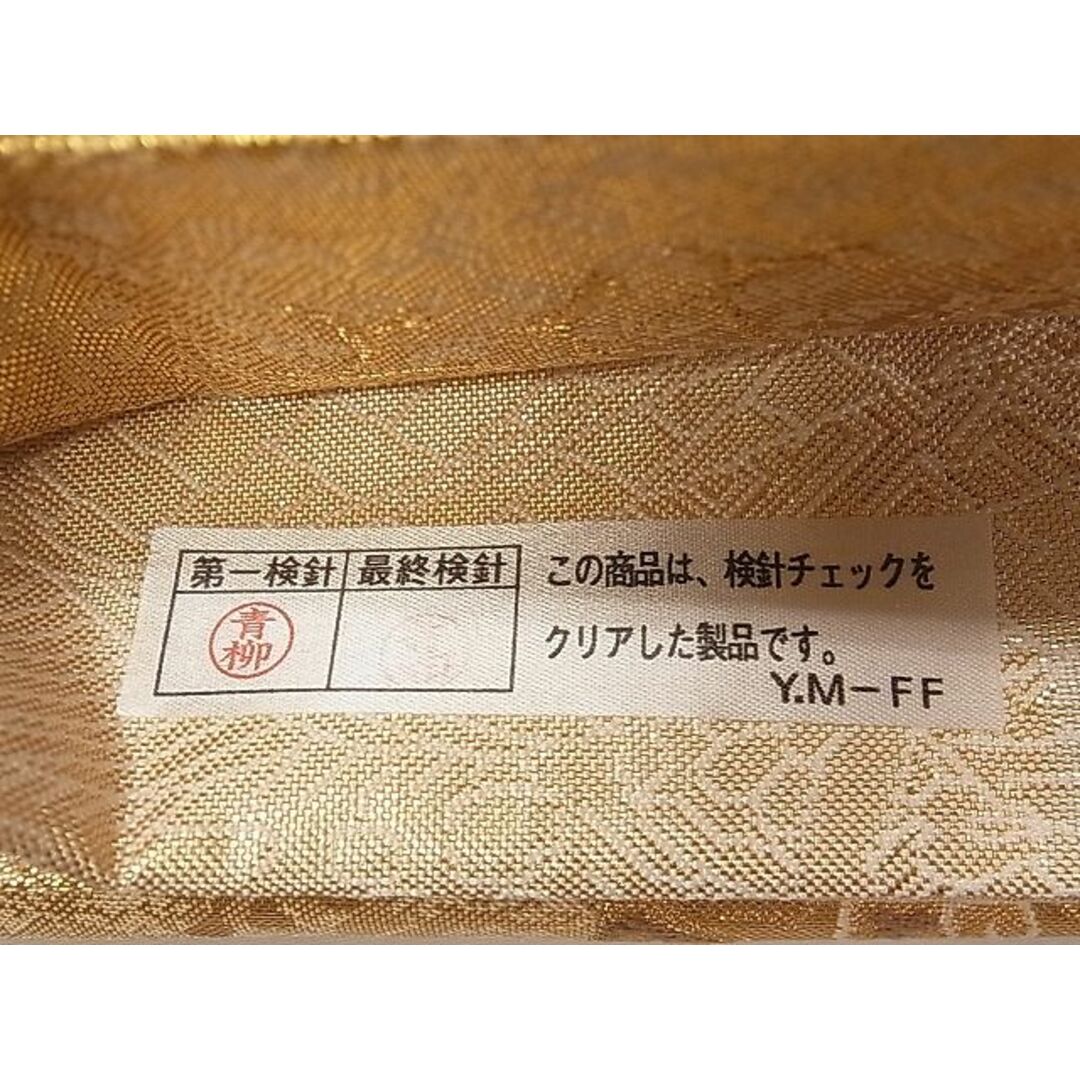 第一検針 最終検針
青柳
この商品は、検針チェックを
クリアした製品です。
Y.M-FF